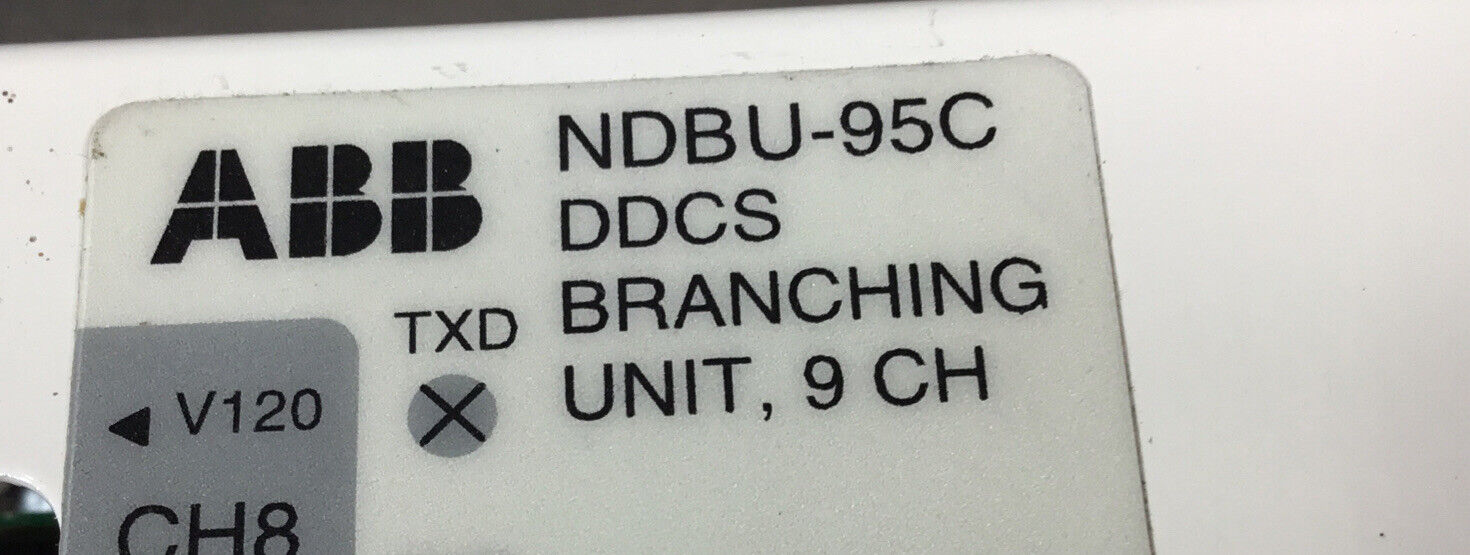 ABB
NDBU-95C
DDCS
BRANCHING
UNIT, 9 CH
TXD
◄ V120
CH8